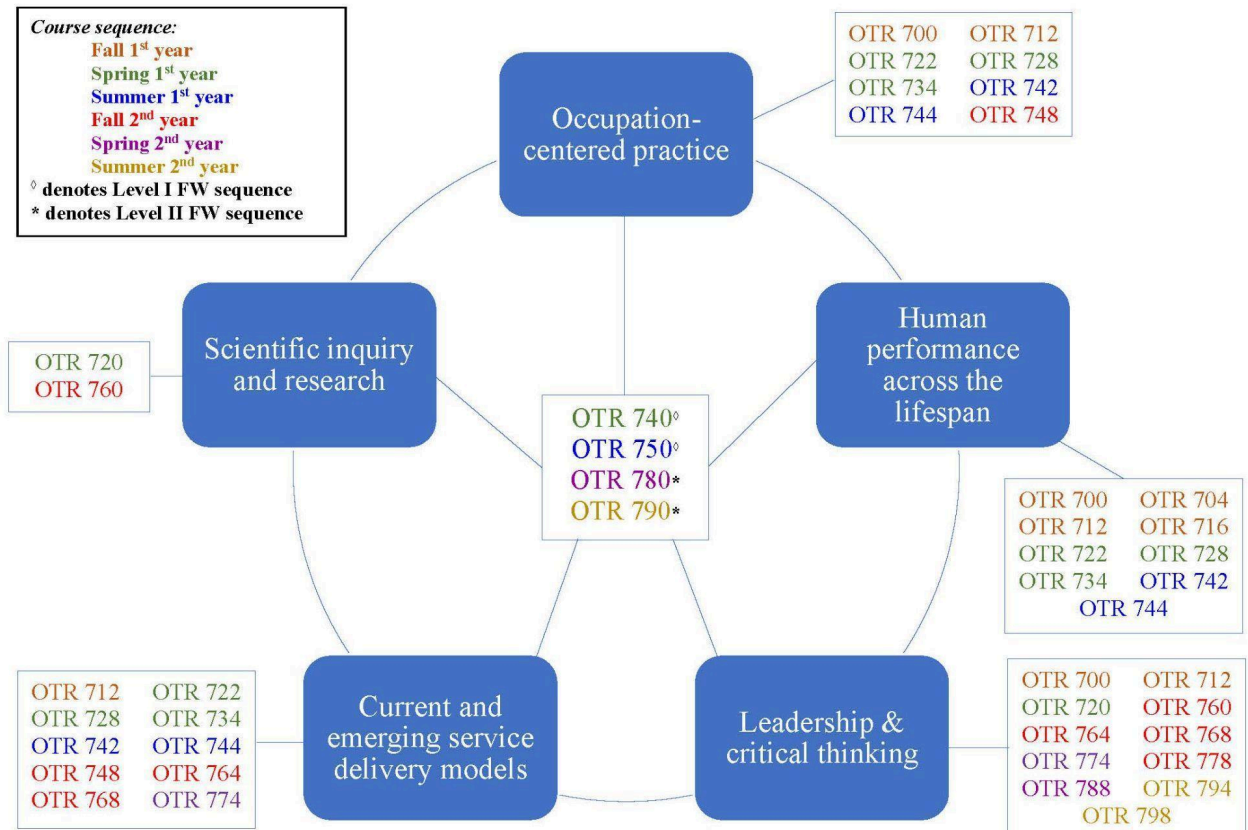 Course sequence:
Fall 1st year
Spring 1st year
Summer 1st year
Fall 2nd year
Spring 2nd year
Summer 2nd year
◊ denotes Level I FW sequence
* denotes Level II FW sequence
Occupation-
centered practice
OTR 700 OTR 712
OTR 722 OTR 728
OTR 734 OTR 742
OTR 744 OTR 748
Scientific inquiry
and research
OTR 720
OTR 760
Human
performance
across the
lifespan
OTR 740◊
OTR 750◊
OTR 780*
OTR 790*
OTR 700 OTR 704
OTR 712 OTR 716
OTR 722 OTR 728
OTR 734 OTR 742
OTR 744
Current and
emerging service
delivery models
OTR 712 OTR 722
OTR 728 OTR 734
OTR 742 OTR 744
OTR 748 OTR 764
OTR 768 OTR 774
Leadership &
critical thinking
OTR 700 OTR 712
OTR 720 OTR 760
OTR 764 OTR 768
OTR 774 OTR 778
OTR 788 OTR 794
OTR 798